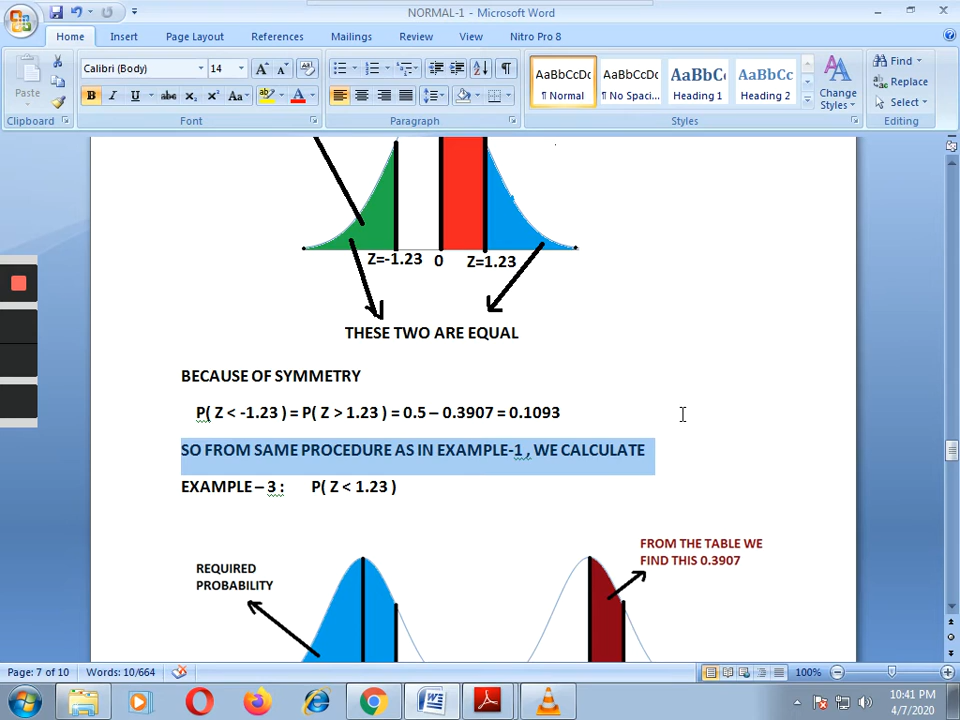 NORMAL-1 - Microsoft Word
Home Insert Page Layout References Mailings Review View Nitro Pro 8
Paste
Calibri (Body) 14
B I U abc x₂ x² Aa A
AaBbCcDc AaBbCcDc AaBbCc AaBbCc
¶ Normal ¶ No Spaci... Heading 1 Heading 2
Change Styles
Find
Replace
Select
Clipboard Font Paragraph Styles Editing
Z=-1.23 0 Z=1.23
THESE TWO ARE EQUAL
BECAUSE OF SYMMETRY
P( Z < -1.23 ) = P( Z > 1.23 ) = 0.5 – 0.3907 = 0.1093
SO FROM SAME PROCEDURE AS IN EXAMPLE-1 , WE CALCULATE
EXAMPLE – 3 : P( Z < 1.23 )
FROM THE TABLE WE
FIND THIS 0.3907
REQUIRED
PROBABILITY
Page: 7 of 10 Words: 10/664 100%
10:41 PM
4/7/2020